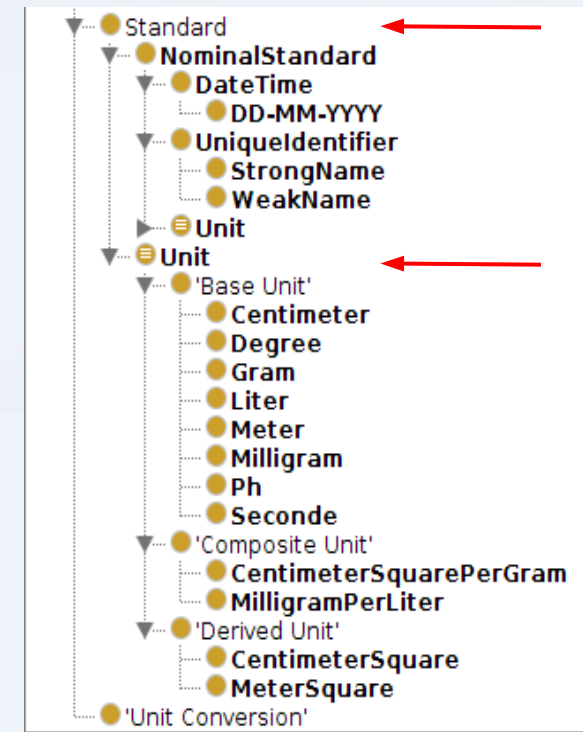 Standard
NominalStandard
DateTime
DD-MM-YYYY
UniqueIdentifier
StrongName
WeakName
Unit
Unit
'Base Unit'
Centimeter
Degree
Gram
Liter
Meter
Milligram
Ph
Seconde
'Composite Unit'
CentimeterSquarePerGram
MilligramPerLiter
'Derived Unit'
CentimeterSquare
MeterSquare
'Unit Conversion'